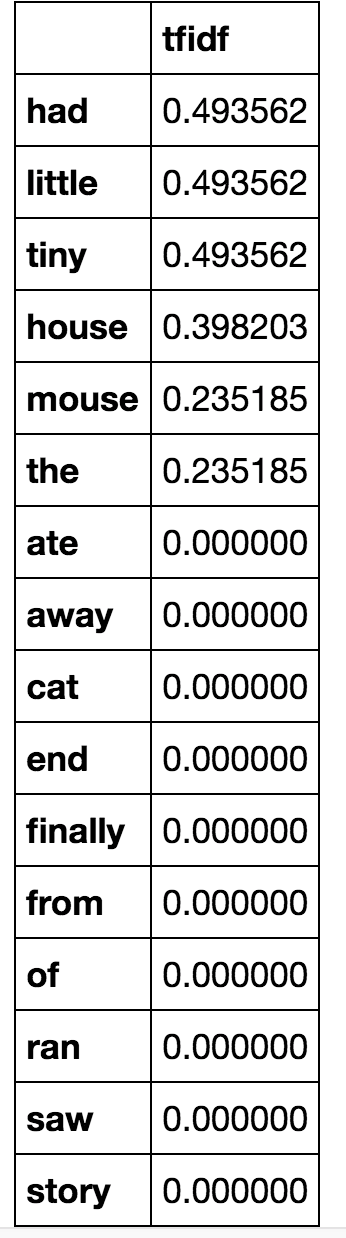 tfidf
had 0.493562
little 0.493562
tiny 0.493562
house 0.398203
mouse 0.235185
the 0.235185
ate 0.000000
away 0.000000
cat 0.000000
end 0.000000
finally 0.000000
from 0.000000
of 0.000000
ran 0.000000
saw 0.000000
story 0.000000